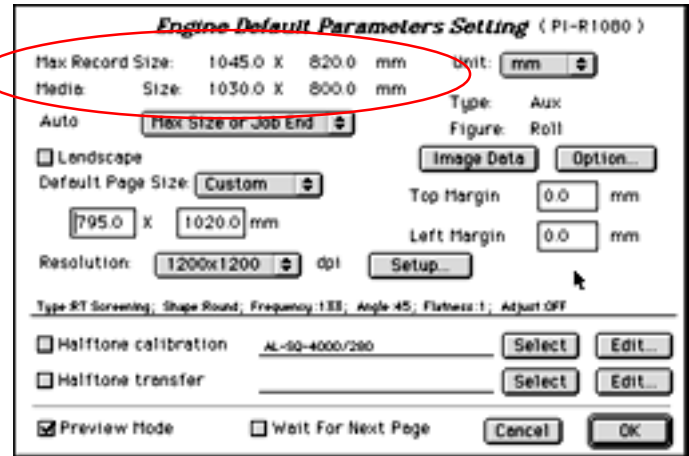 Engine Default Parameters Setting ( PI-R1080 )
Max Record Size: 1045.0 X 820.0 mm Unit: mm
Media: Size: 1030.0 X 800.0 mm
Type: Aux
Auto Max Size or Job End
Figure: Roll
Landscape
Image Data Option...
Default Page Size: Custom
Top Margin 0.0 mm
795.0 X 1020.0 mm
Left Margin 0.0 mm
Resolution: 1200x1200 dpi Setup...
Type:RT Screening; Shape Round; Frequency: Angle:45; Flatness:1; Adjust:OFF
Halftone calibration AL-SQ-4000/280 Select Edit...
Halftone transfer Select Edit...
Preview Mode Wait For Next Page Cancel OK